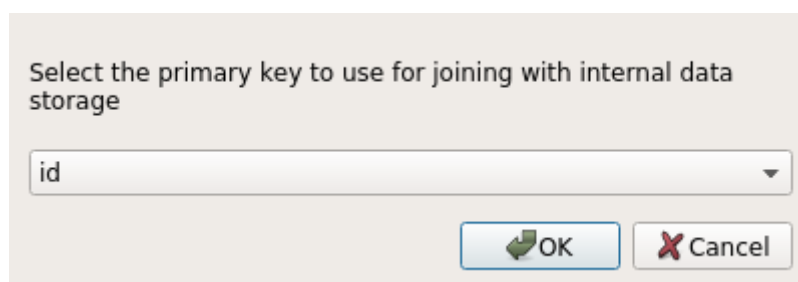 Select the primary key to use for joining with internal data
storage
id
OK
Cancel